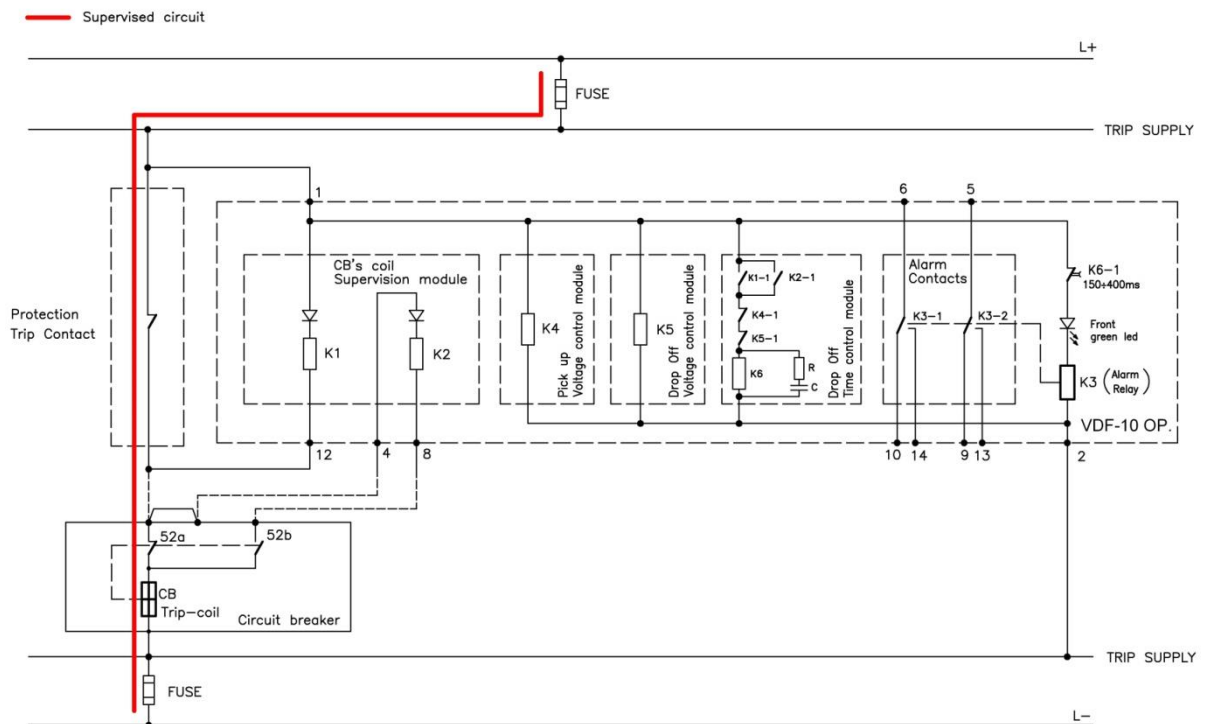 Supervised circuit
L+
FUSE
TRIP SUPPLY
1
6
5
CB's coil
Supervision module
K1
K2
K4
Pick up
Voltage control module
K5
Drop Off
Voltage control module
K1-1
K2-1
K4-1
K5-1
K6
R
C
Drop Off
Time control module
Alarm
Contacts
K3-1
K3-2
K6-1
150÷400ms
Front
green led
K3 (Alarm Relay)
VDF-10 OP.
Protection
Trip Contact
12
4
8
10
14
9
13
2
52a
52b
CB
Trip-coil
Circuit breaker
TRIP SUPPLY
FUSE
L-